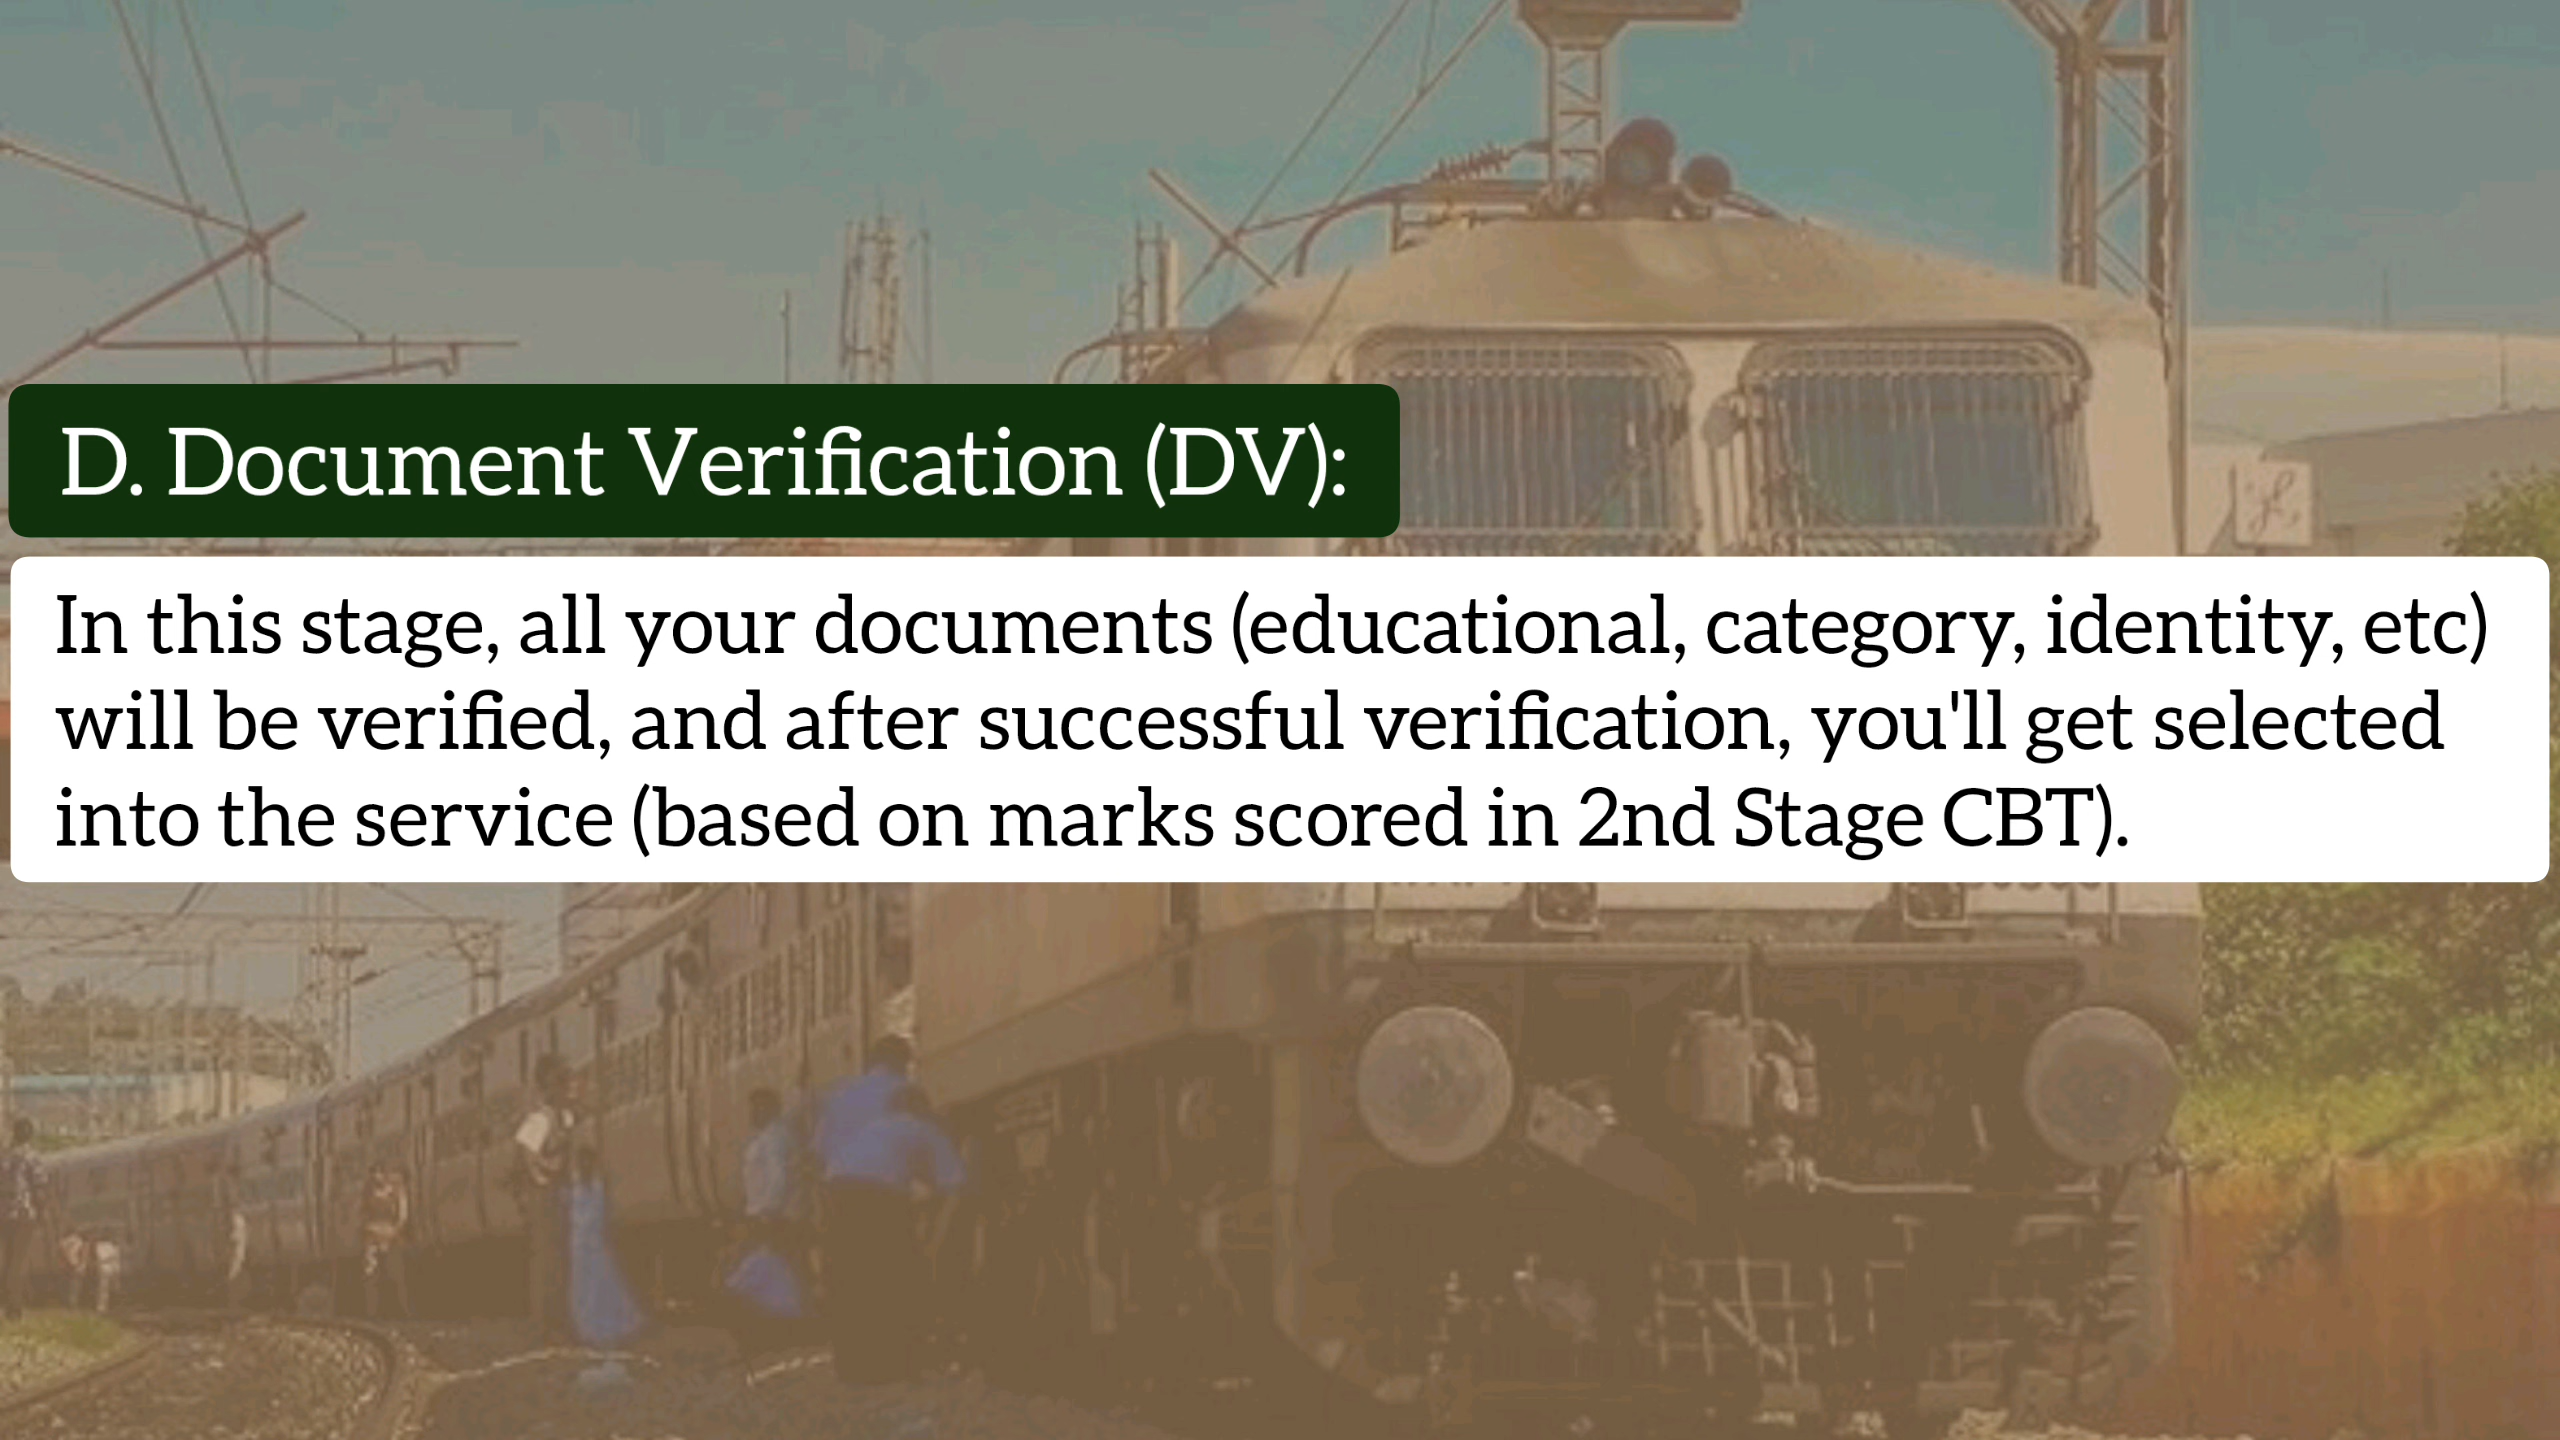 D. Document Verification (DV):
In this stage, all your documents (educational, category, identity, etc)
will be verified, and after successful verification, you'll get selected
into the service (based on marks scored in 2nd Stage CBT).